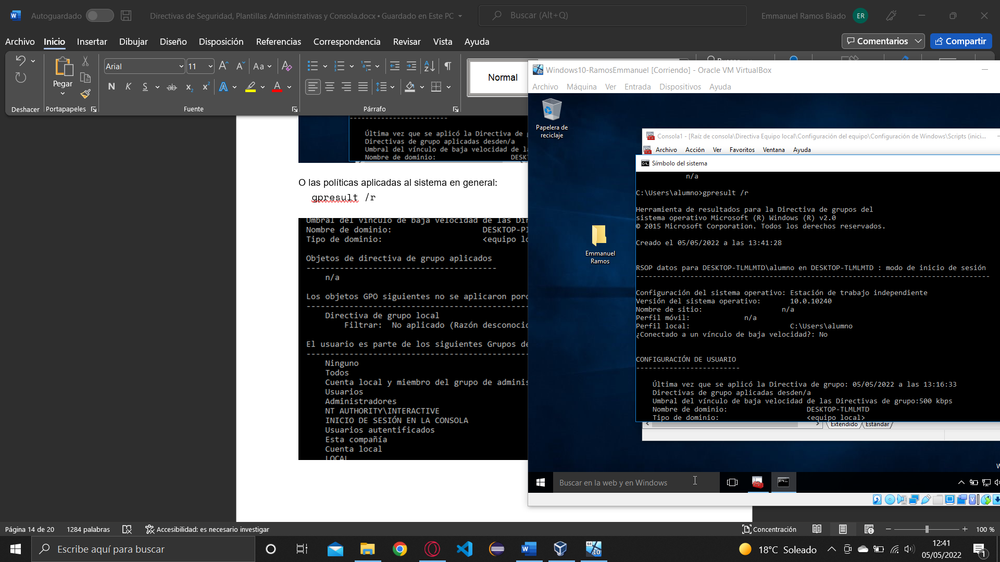 Autoguardado
Directivas de Seguridad, Plantillas Administrativas y Consola.docx • Guardado en Este PC
Buscar (Alt+Q)
Emmanuel Ramos Biado
ER
Archivo
Inicio
Insertar
Dibujar
Diseño
Disposición
Referencias
Correspondencia
Revisar
Vista
Ayuda
Comentarios
Compartir
Arial
11
Aa
Pegar
N
K
S
ab
Normal
Deshacer
Portapapeles
Fuente
Párrafo
Última vez que se aplicó la Directiva de
Directivas de grupo aplicadas desden/a
Umbral del vínculo de baja velocidad de
Nombre de dominio:
O las políticas aplicadas al sistema en general:
gpresult /r
Umbral del vínculo de baja velocidad de las
Nombre de dominio: DESKTOP-
Tipo de dominio: <equipo
Objetos de directiva de grupo aplicados
----------------------------------------
n/a
Los objetos GPO siguientes no se aplicaron
Directiva de grupo local
Filtrar: No aplicado (Razón
El usuario es parte de los siguientes Grupos
Ninguno
Todos
Cuenta local y miembro del grupo de
Usuarios
Administradores
NT AUTHORITY\INTERACTIVE
INICIO DE SESIÓN EN LA CONSOLA
Usuarios autentificados
Esta compañía
Cuenta local
LOCAL
Windows10-RamosEmmanuel [Corriendo] - Oracle VM VirtualBox
Archivo
Máquina
Ver
Entrada
Dispositivos
Ayuda
Papelera de
reciclaje
Emmanuel
Ramos
Consola1 - [Raíz de consola\Directiva Equipo local\Configuración del equipo\Configuración de Windows\Scripts (inici...
Archivo
Acción
Ver
Favoritos
Ventana
Ayuda
Símbolo del sistema
n/a
C:\Users\alumno>gpresult /r
Herramienta de resultados para la Directiva de grupos del
sistema operativo Microsoft (R) Windows (R) v2.0
© 2015 Microsoft Corporation. Todos los derechos reservados.
Creado el 05/05/2022 a las 13:41:28
RSOP datos para DESKTOP-TLMLMTD\alumno en DESKTOP-TLMLMTD : modo de inicio de sesión
Configuración del sistema operativo: Estación de trabajo independiente
Versión del sistema operativo: 10.0.10240
Nombre de sitio: n/a
Perfil móvil: n/a
Perfil local: C:\Users\alumno
¿Conectado a un vínculo de baja velocidad?: No
CONFIGURACIÓN DE USUARIO
-------------------------
Última vez que se aplicó la Directiva de grupo: 05/05/2022 a las 13:16:33
Directivas de grupo aplicadas desden/a
Umbral del vínculo de baja velocidad de las Directivas de grupo:500 kbps
Nombre de dominio: DESKTOP-TLMLMTD
Tipo de dominio: <equipo local>
Extendido
Estándar
Buscar en la web y en Windows
Página 14 de 20
1284 palabras
Accesibilidad: es necesario investigar
Concentración
100 %
Escribe aquí para buscar
18°C Soleado
12:41
05/05/2022
1